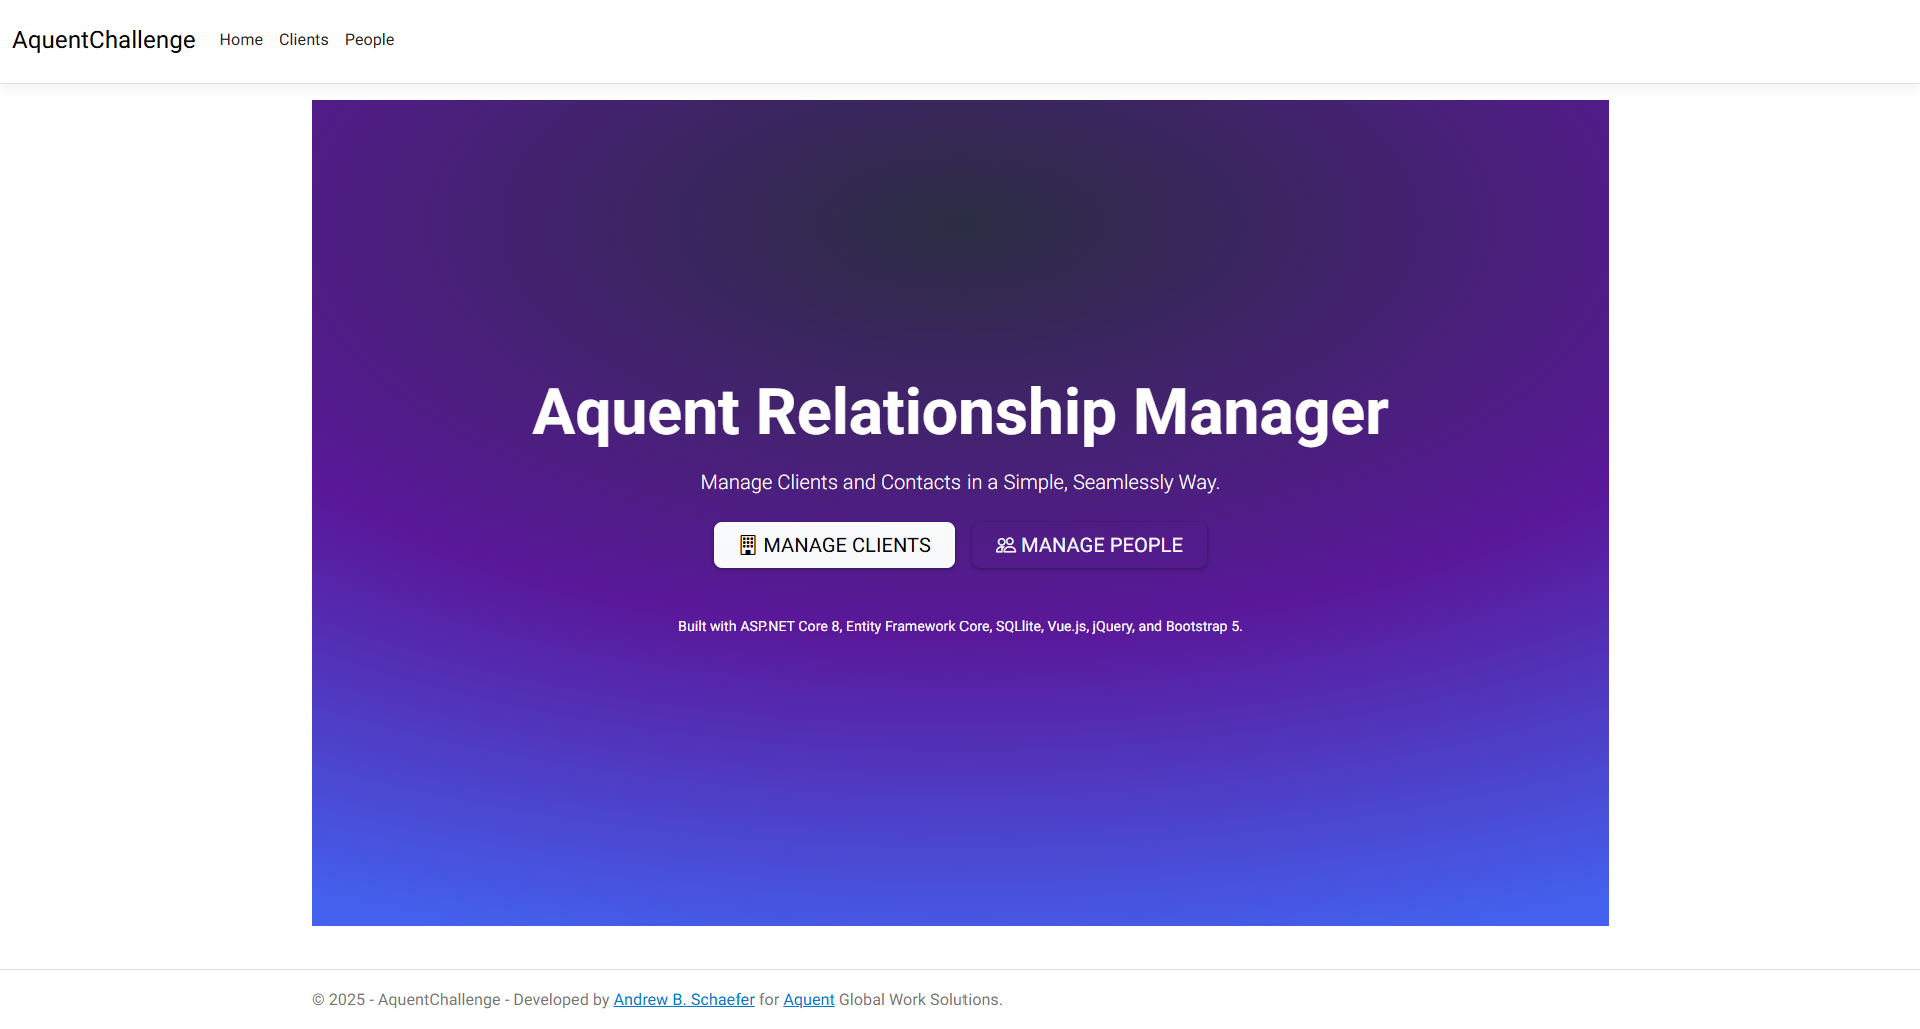 AquentChallenge Home Clients People
Aquent Relationship Manager
Manage Clients and Contacts in a Simple, Seamlessly Way.
MANAGE CLIENTS MANAGE PEOPLE
Built with ASP.NET Core 8, Entity Framework Core, SQLlite, Vue.js, jQuery, and Bootstrap 5.
© 2025 - AquentChallenge - Developed by Andrew B. Schaefer for Aquent Global Work Solutions.